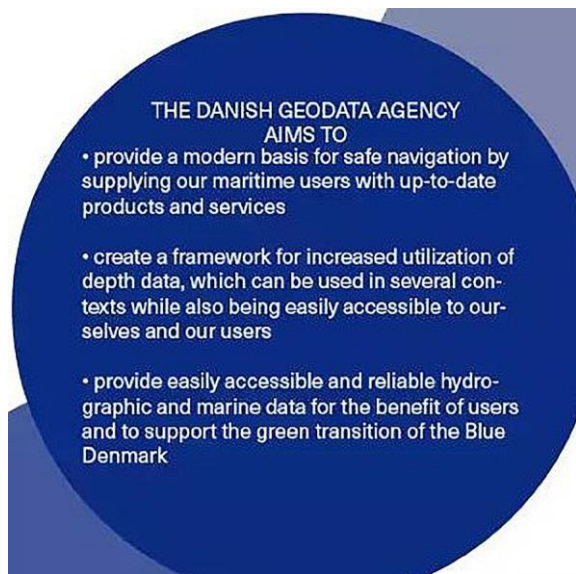 THE DANISH GEODATA AGENCY
AIMS TO
• provide a modern basis for safe navigation by
supplying our maritime users with up-to-date
products and services
• create a framework for increased utilization of
depth data, which can be used in several con-
texts while also being easily accessible to our-
selves and our users
• provide easily accessible and reliable hydro-
graphic and marine data for the benefit of users
and to support the green transition of the Blue
Denmark